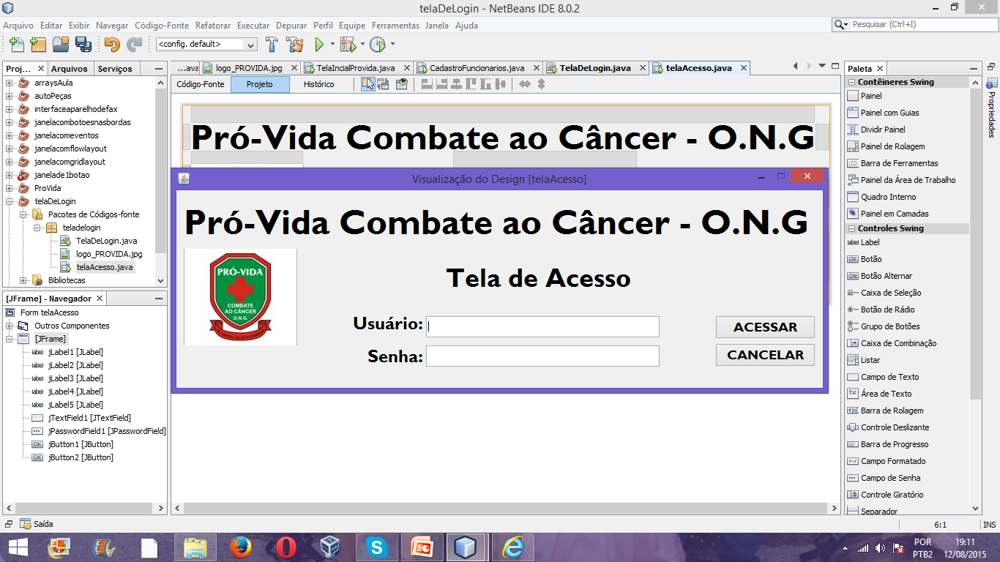 telaDeLogin - NetBeans IDE 8.0.2
Arquivo Editar Exibir Navegar Código-Fonte Refatorar Executar Depurar Perfil Equipe Ferramentas Janela Ajuda
Pesquisar (Ctrl+I)
<config. default>
Proj... Arquivos Serviços
...ava logo_PROVIDA.jpg TelaIncialProvida.java CadastroFuncionarios.java TelaDeLogin.java telaAcesso.java
Código-Fonte Projeto Histórico
arraysAula
autoPeças
interfaceaparelhodefax
janelacombotoesnasbordas
janelacomeventos
janelacomflowlayout
janelacomgridlayout
janelade1botao
ProVida
telaDeLogin
Pacotes de Códigos-fonte
teladelogin
TelaDeLogin.java
logo_PROVIDA.jpg
telaAcesso.java
Bibliotecas
[JFrame] - Navegador
Form telaAcesso
Outros Componentes
[JFrame]
jLabel1 [JLabel]
jLabel2 [JLabel]
jLabel3 [JLabel]
jLabel4 [JLabel]
jLabel5 [JLabel]
jTextField1 [JTextField]
jPasswordField1 [JPasswordField]
jButton1 [JButton]
jButton2 [JButton]
Pró-Vida Combate ao Câncer - O.N.G
Visualização do Design [telaAcesso]
Pró-Vida Combate ao Câncer - O.N.G
PRÓ-VIDA
COMBATE
AO CÂNCER
O.N.G.
Tela de Acesso
Usuário:
ACESSAR
Senha:
CANCELAR
Paleta
Contêineres Swing
Painel
Painel com Guias
Dividir Painel
Painel de Rolagem
Barra de Ferramentas
Painel da Área de Trabalho
Quadro Interno
Painel em Camadas
Controles Swing
label Label
OK Botão
ON Botão Alternar
Caixa de Seleção
Botão de Rádio
Grupo de Botões
Caixa de Combinação
Listar
Campo de Texto
Área de Texto
Barra de Rolagem
Controle Deslizante
Barra de Progresso
Campo Formatado
Campo de Senha
Controle Giratório
Separador
Propriedades
Saída
6:1 INS
POR
PTB2
19:11
12/08/2015